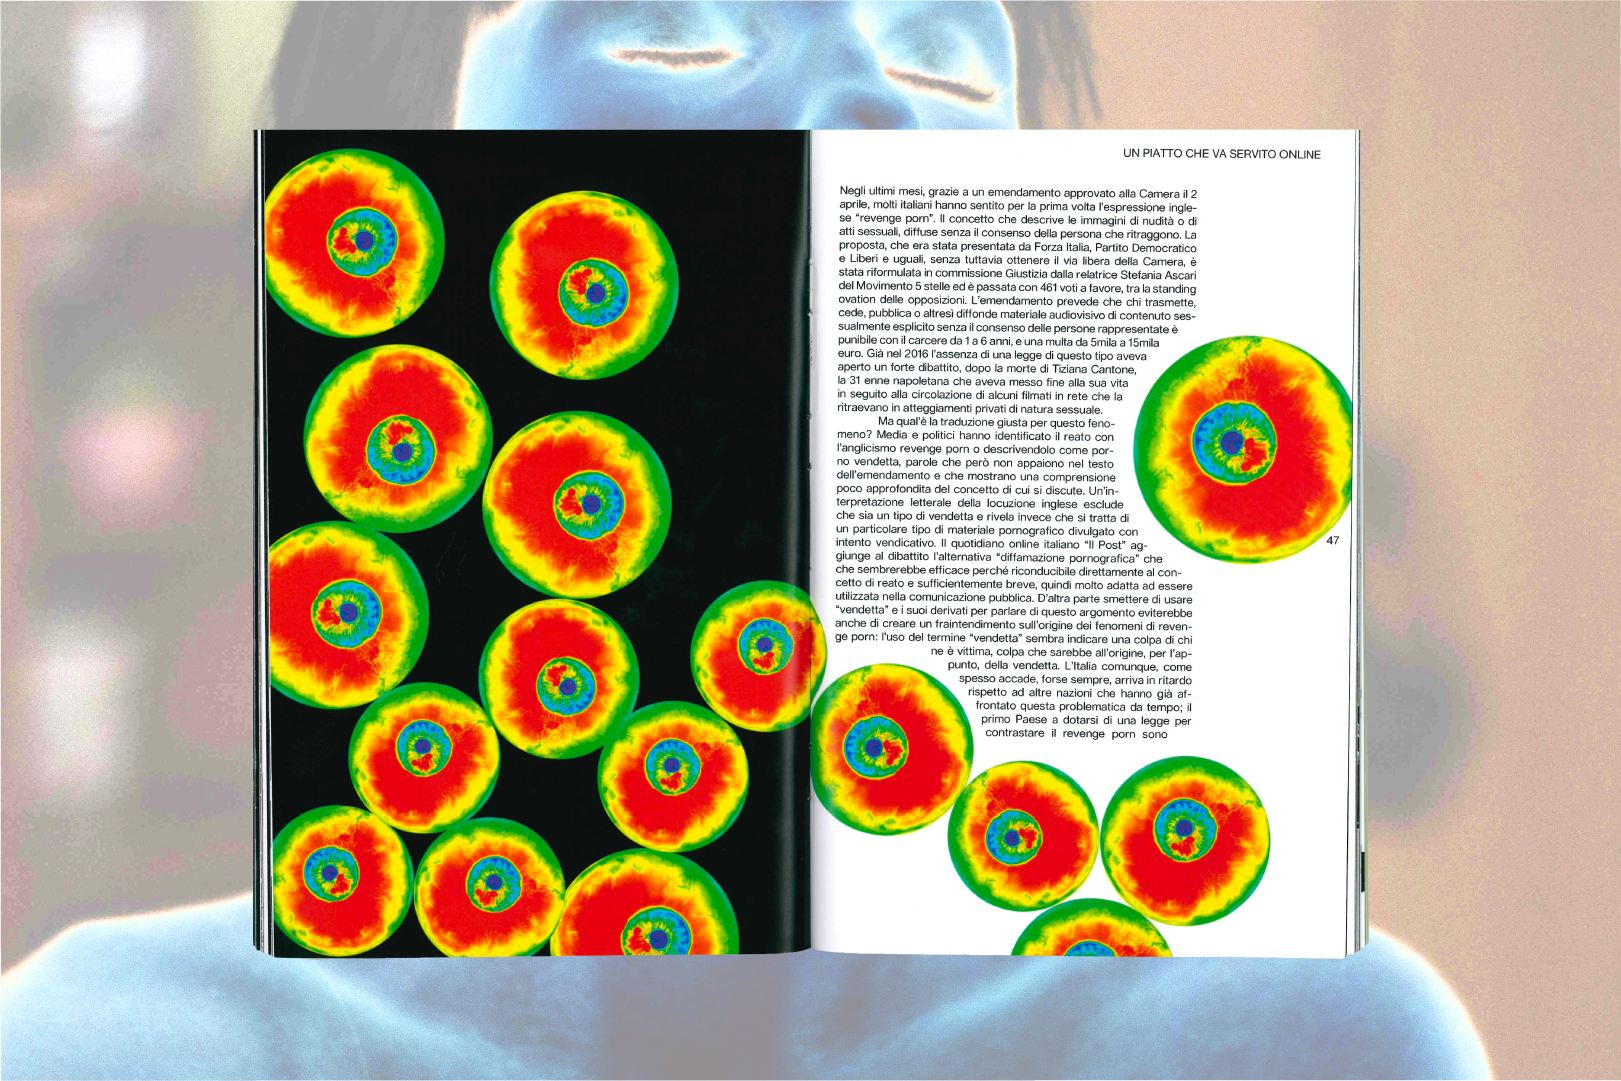 UN PIATTO CHE VA SERVITO ONLINE
Negli ultimi mesi, grazie a un emendamento approvato alla Camera il 2
aprile, molti italiani hanno sentito per la prima volta l'espressione ingle-
se “revenge porn”. Il concetto che descrive le immagini di nudità o di
atti sessuali, diffuse senza il consenso della persona che ritraggono. La
proposta, che era stata presentata da Forza Italia, Partito Democratico
e Liberi e uguali, senza tuttavia ottenere il via libera della Camera, è
stata riformulata in commissione Giustizia dalla relatrice Stefania Ascari
del Movimento 5 stelle ed è passata con 461 voti a favore, tra la standing
ovation delle opposizioni. L'emendamento prevede che chi trasmette,
cede, pubblica o altresì diffonde materiale audiovisivo di contenuto ses-
sualmente esplicito senza il consenso delle persone rappresentate è
punibile con il carcere da 1 a 6 anni, e una multa da 5mila a 15mila
euro. Già nel 2016 l'assenza di una legge di questo tipo aveva
aperto un forte dibattito, dopo la morte di Tiziana Cantone,
la 31 enne napoletana che aveva messo fine alla sua vita
in seguito alla circolazione di alcuni filmati in rete che la
ritraevano in atteggiamenti privati di natura sessuale.
Ma qual'è la traduzione giusta per questo feno-
meno? Media e politici hanno identificato il reato con
l'anglicismo revenge porn o descrivendolo come por-
no vendetta, parole che però non appaiono nel testo
dell'emendamento e che mostrano una comprensione
poco approfondita del concetto di cui si discute. Un'in-
terpretazione letterale della locuzione inglese esclude
che sia un tipo di vendetta e rivela invece che si tratta di
un particolare tipo di materiale pornografico divulgato con
intento vendicativo. Il quotidiano online italiano “Il Post” ag-
giunge al dibattito l'alternativa “diffamazione pornografica” che
che sembrerebbe efficace perché riconducibile direttamente al con-
cetto di reato e sufficientemente breve, quindi molto adatta ad essere
utilizzata nella comunicazione pubblica. D'altra parte smettere di usare
“vendetta” e i suoi derivati per parlare di questo argomento eviterebbe
anche di creare un fraintendimento sull'origine dei fenomeni di reven-
ge porn: l'uso del termine “vendetta” sembra indicare una colpa di chi
ne è vittima, colpa che sarebbe all'origine, per l'ap-
punto, della vendetta. L'Italia comunque, come
spesso accade, forse sempre, arriva in ritardo
rispetto ad altre nazioni che hanno già af-
frontato questa problematica da tempo; il
primo Paese a dotarsi di una legge per
contrastare il revenge porn sono
47